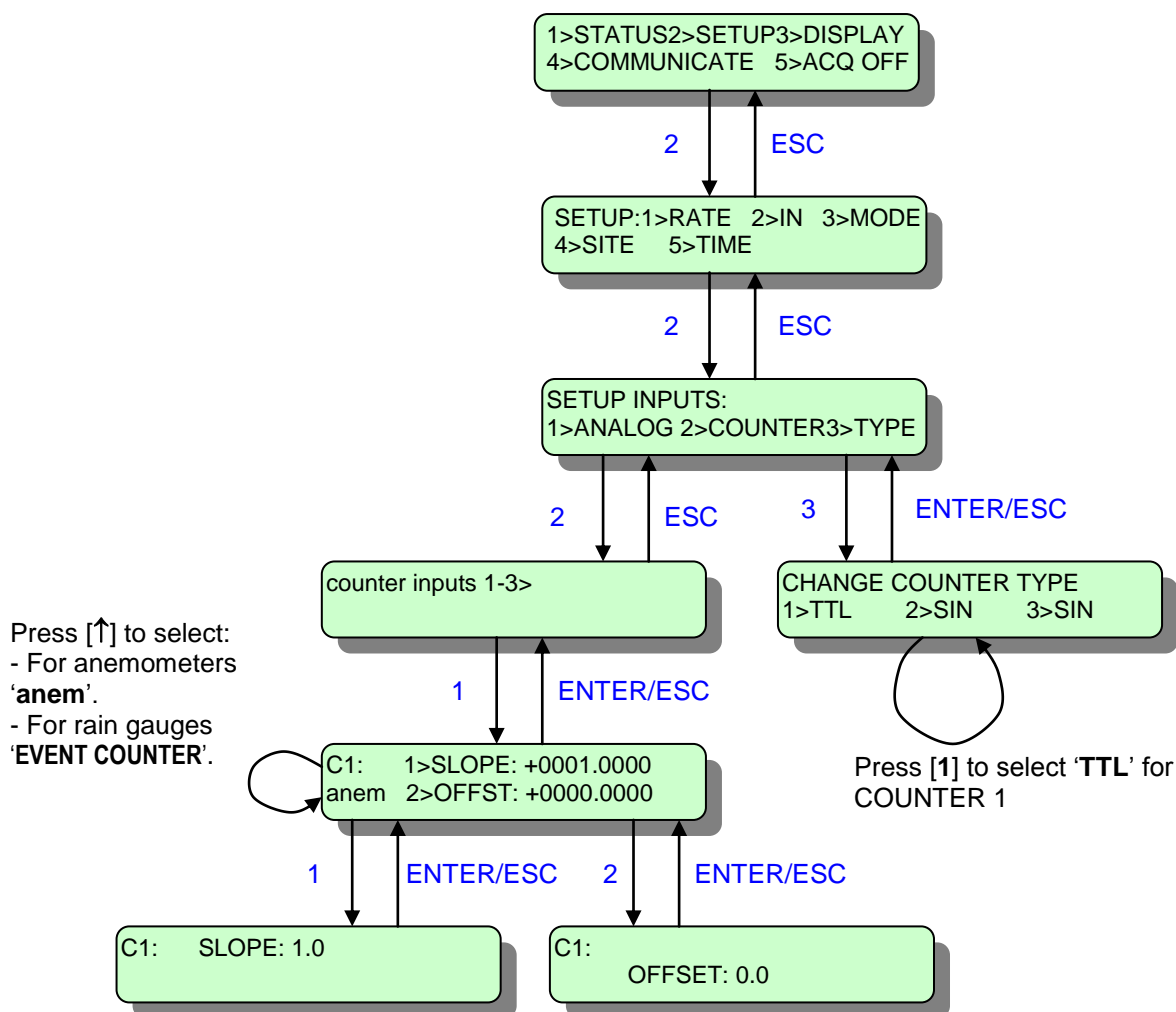 1>STATUS2>SETUP3>DISPLAY
4>COMMUNICATE 5>ACQ OFF
2
ESC
SETUP:1>RATE 2>IN 3>MODE
4>SITE 5>TIME
2
ESC
SETUP INPUTS:
1>ANALOG 2>COUNTER3>TYPE
2
ESC
3
ENTER/ESC
counter inputs 1-3>
CHANGE COUNTER TYPE
1>TTL 2>SIN 3>SIN
Press [↑] to select:
- For anemometers
‘anem’.
- For rain gauges
‘EVENT COUNTER’.
1
ENTER/ESC
C1: 1>SLOPE: +0001.0000
anem 2>OFFST: +0000.0000
Press [1] to select ‘TTL’ for
COUNTER 1
1
ENTER/ESC
2
ENTER/ESC
C1: SLOPE: 1.0
C1:
OFFSET: 0.0